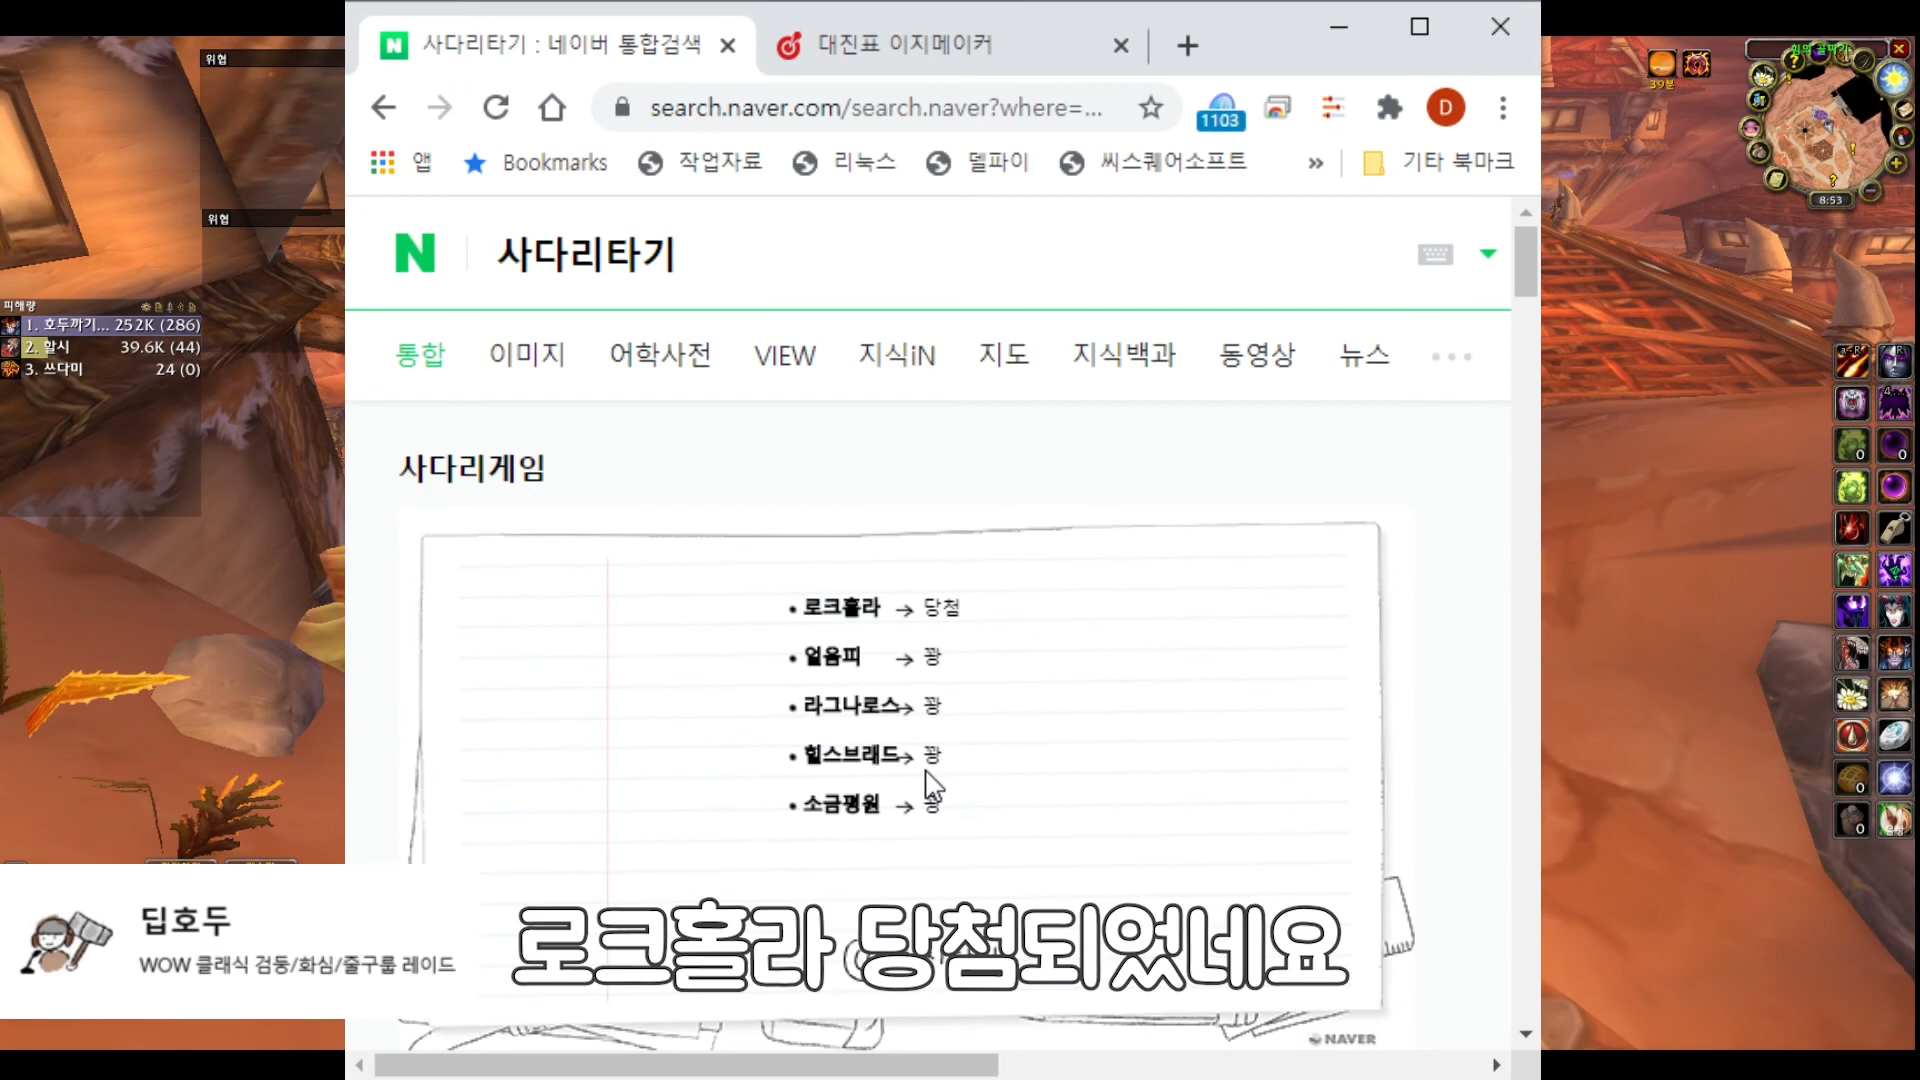 사다리타기 : 네이버 통합검색
대진표 이지메이커
search.naver.com/search.naver?where=...
1103
D
앱
Bookmarks
작업자료
리눅스
델파이
씨스퀘어소프트
»
기타 북마크
N 사다리타기
통합 이미지 어학사전 VIEW 지식iN 지도 지식백과 동영상 뉴스
사다리게임
• 로크홀라 → 당첨
• 얼음피 → 꽝
• 라그나로스→ 꽝
• 힐스브래드→ 꽝
• 소금평원 → 꽝
NAVER
위협
위협
피해량
1. 호두까기... 252K (286)
2. 할시 39.6K (44)
3. 쓰다미 24 (0)
39분
8:53
딥호두
WOW 클래식 검둥/화심/줄구룹 레이드
로크홀라 당첨되었네요